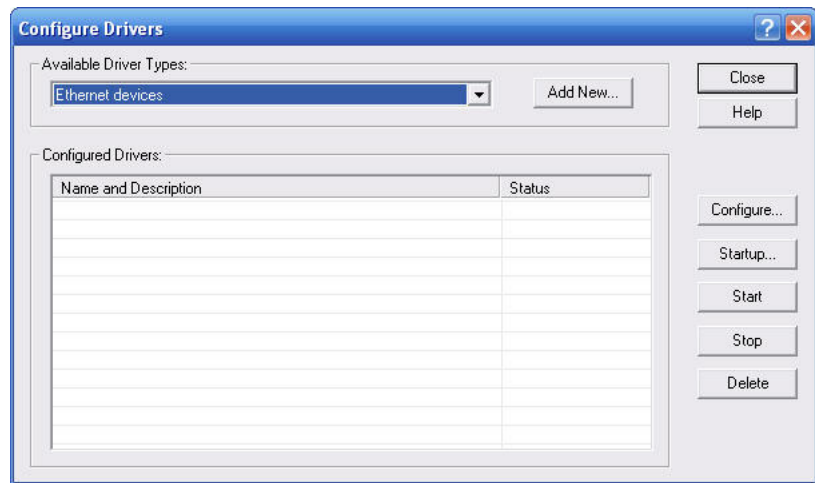 Configure Drivers
Available Driver Types:
Ethernet devices
Add New...
Close
Help
Configured Drivers:
Name and Description
Status
Configure...
Startup...
Start
Stop
Delete